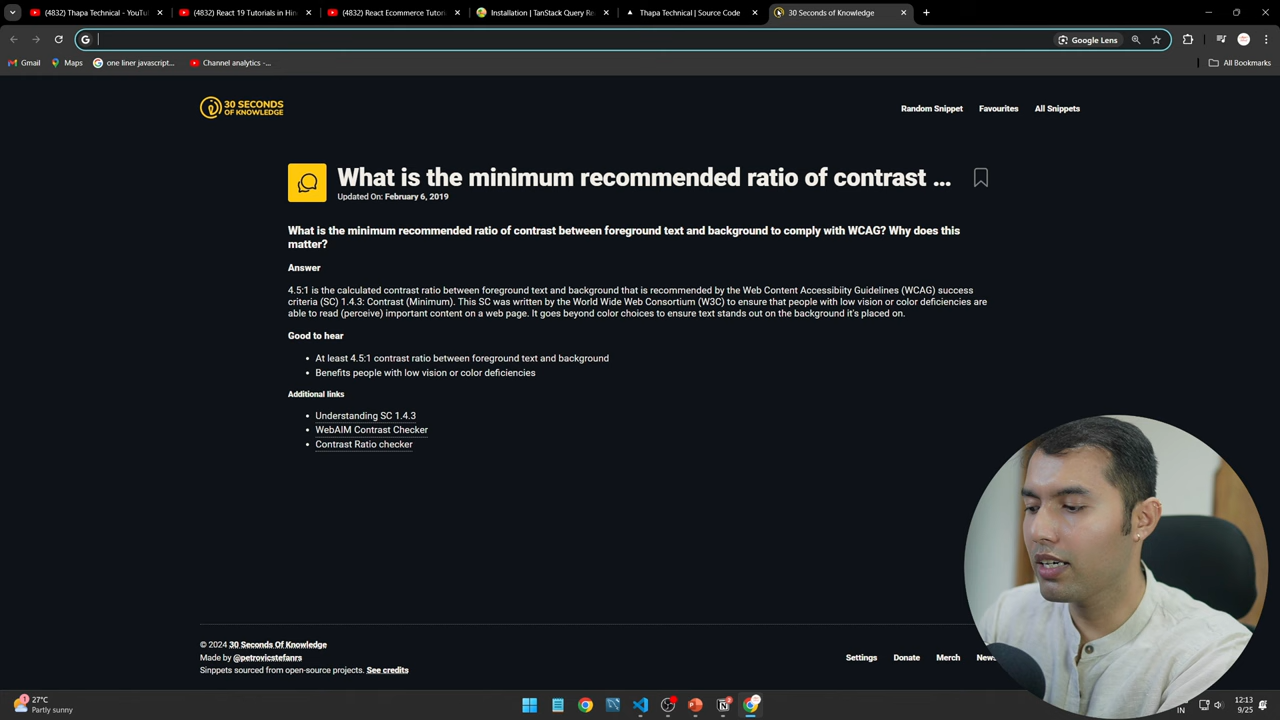 (4832) Thapa Technical - YouTu
(4832) React 19 Tutorials in Hin
(4832) React Ecommerce Tutori
Installation | TanStack Query Re
Thapa Technical | Source Code
30 Seconds of Knowledge
Google Lens
Gmail
Maps
one liner javascript...
Channel analytics -...
All Bookmarks
30 SECONDS
OF KNOWLEDGE
Random Snippet
Favourites
All Snippets
What is the minimum recommended ratio of contrast ...
Updated On: February 6, 2019
What is the minimum recommended ratio of contrast between foreground text and background to comply with WCAG? Why does this
matter?
Answer
4.5:1 is the calculated contrast ratio between foreground text and background that is recommended by the Web Content Accessibiity Guidelines (WCAG) success
criteria (SC) 1.4.3: Contrast (Minimum). This SC was written by the World Wide Web Consortium (W3C) to ensure that people with low vision or color deficiencies are
able to read (perceive) important content on a web page. It goes beyond color choices to ensure text stands out on the background it's placed on.
Good to hear
• At least 4.5:1 contrast ratio between foreground text and background
• Benefits people with low vision or color deficiencies
Additional links
• Understanding SC 1.4.3
• WebAIM Contrast Checker
• Contrast Ratio checker
© 2024 30 Seconds Of Knowledge
Made by @petrovicstefanrs
Sinppets sourced from open-source projects. See credits
Settings
Donate
Merch
News
27°C
Partly sunny
IN
12:13
9/25